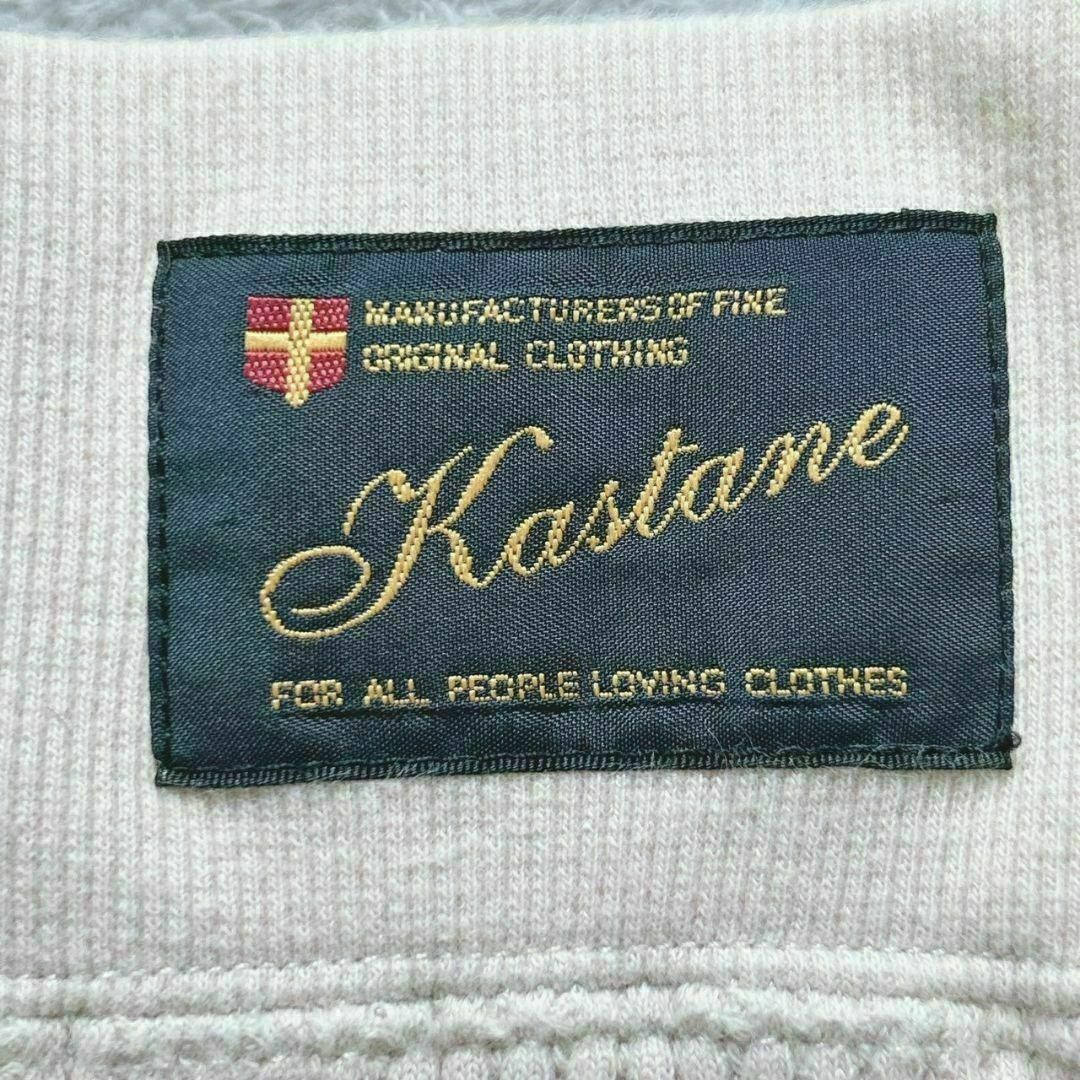 MANUFACTURERS OF FINE
ORIGINAL CLOTHING
Kastane
FOR ALL PEOPLE LOVING CLOTHES